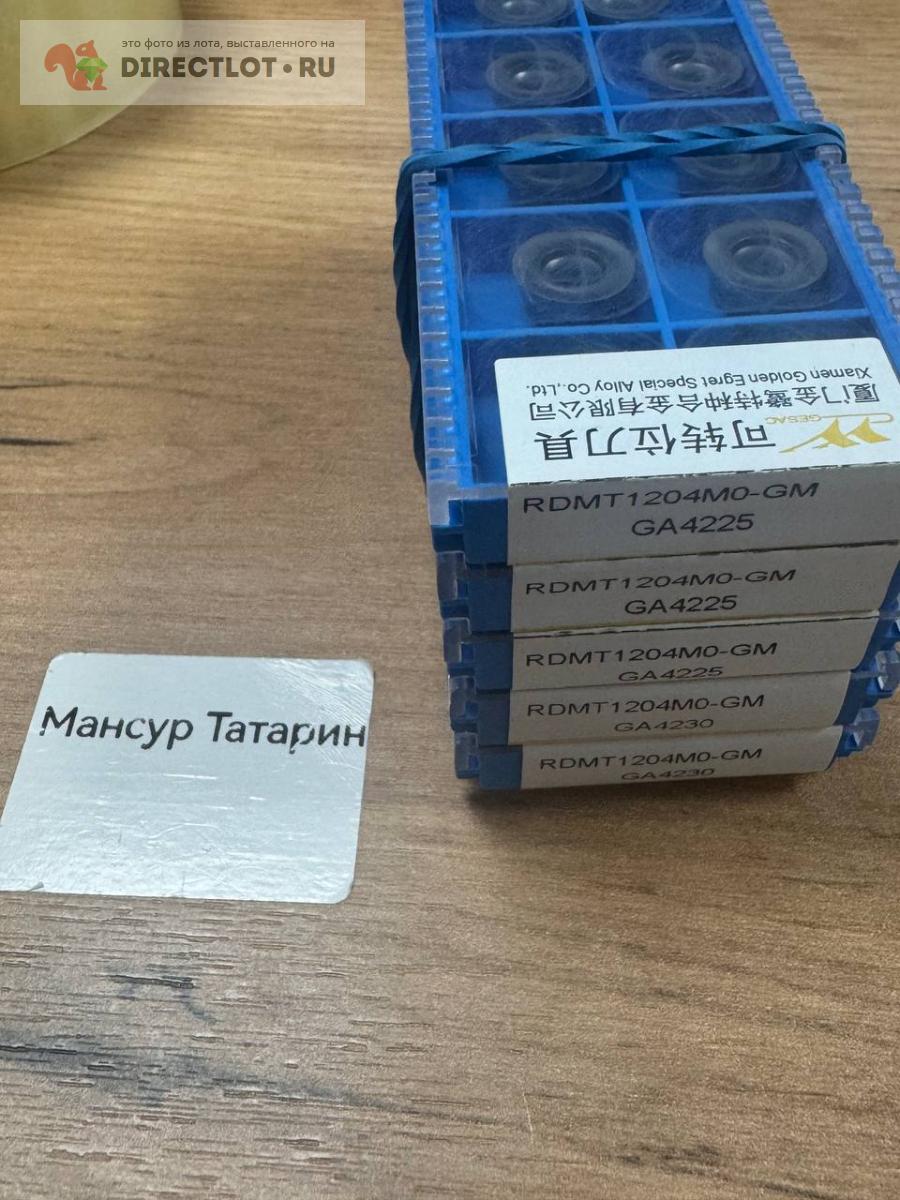 это фото из лота, выставленного на
DIRECTLOT.RU
Xiamen Golden Egret Special Alloy Co.,Ltd.
厦门金鹭特种合金有限公司
可转位刀具
GESAC
RDMT1204M0-GM
GA4225
RDMT1204M0-GM
GA4225
RDMT1204M0-GM
GA4225
RDMT1204M0-GM
GA4230
RDMT1204M0-GM
GA4230
Мансур Татарин